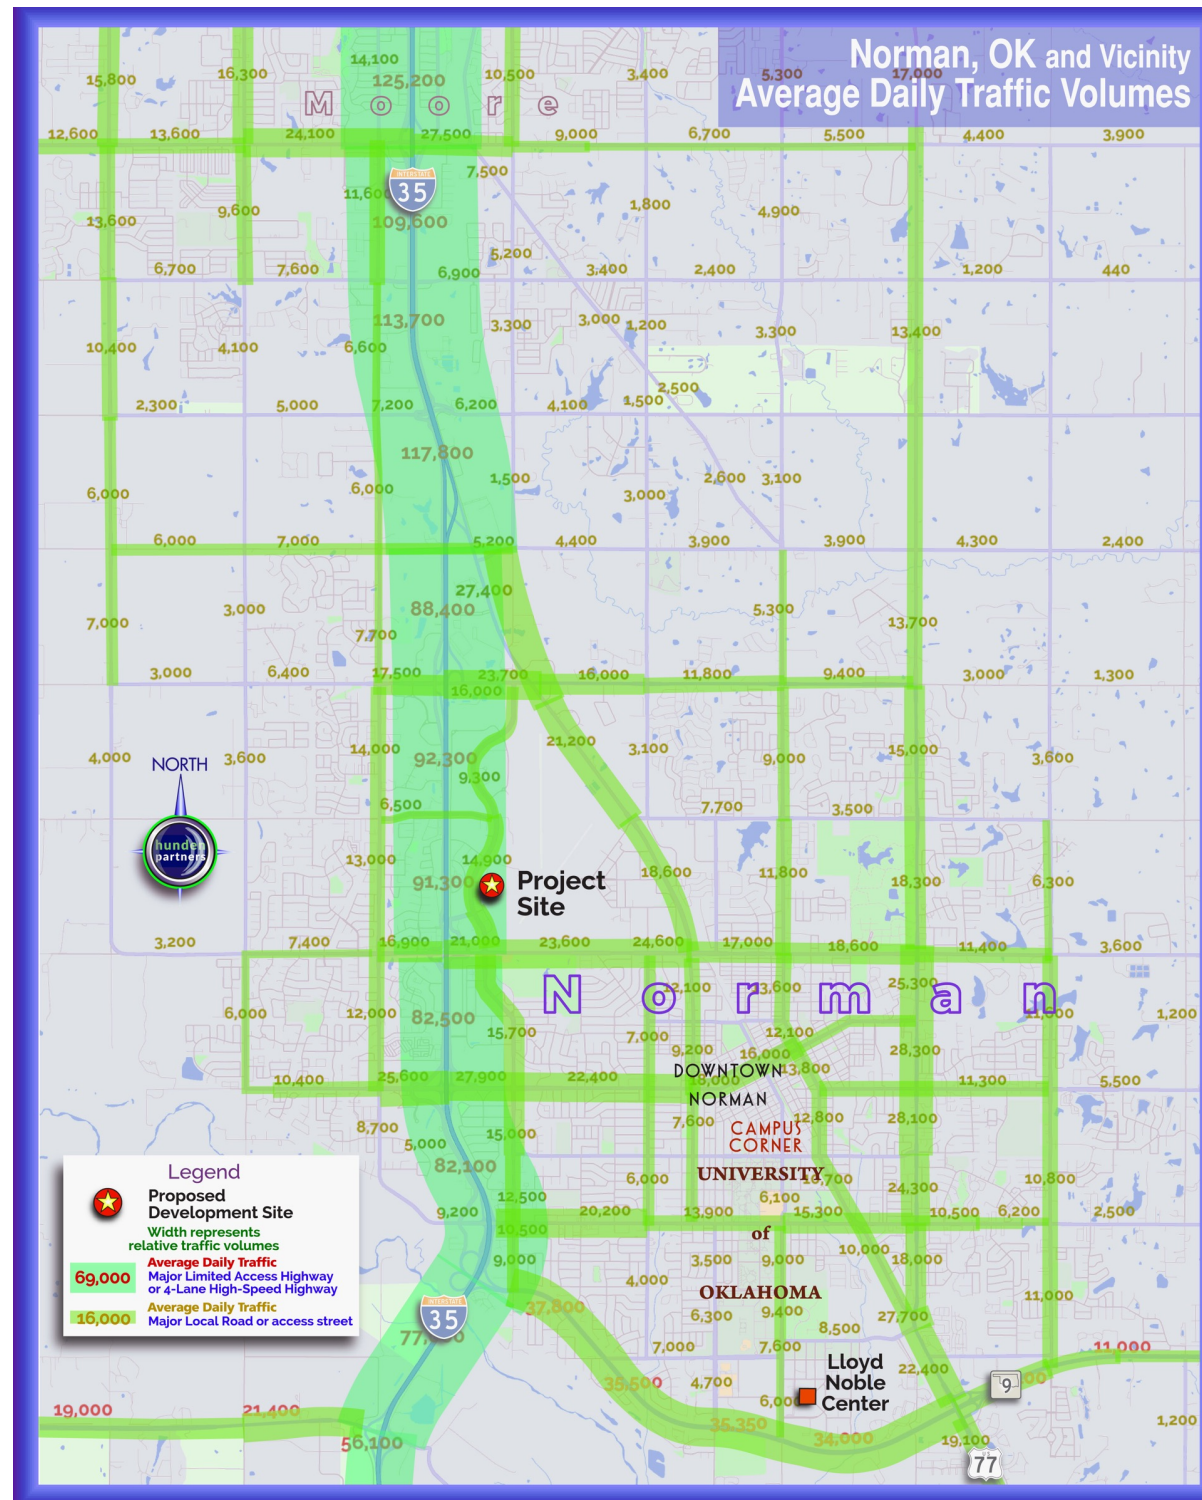 Norman, OK and Vicinity
Average Daily Traffic Volumes
14,100
15,800 16,300 125,200 10,500 3,400 5,300 17,000
Moore
12,600 13,600 24,100 27,500 9,000 6,700 5,500 4,400 3,900
7,500
INTERSTATE
35
11,600
9,600 1,800 4,900
13,600 109,600
5,200
6,700 7,600 6,900 3,400 2,400 1,200 440
113,700 3,300 3,000 1,200 3,300 13,400
10,400 4,100 6,600
2,500
2,300 5,000 7,200 6,200 4,100 1,500
117,800
1,500 2,600 3,100
6,000 6,000 3,000
6,000 7,000 5,200 4,400 3,900 3,900 4,300 2,400
27,400
3,000 88,400 5,300
7,000 7,700 13,700
3,000 6,400 17,500 23,700 16,000 11,800 9,400 3,000 1,300
16,000
21,200
14,000 3,100 15,000
4,000 3,600 92,300 9,000 3,600
NORTH
9,300
6,500 7,700 3,500
hunden
partners
13,000 14,900
91,300 18,600 11,800 18,300 6,300
Project
Site
3,200 7,400 16,900 21,000 23,600 24,600 17,000 18,600 11,400 3,600
Norman
12,100 13,600 25,300
6,000 12,000 82,500 11,000 1,200
15,700 7,000 12,100
9,200 16,000 28,300
DOWNTOWN 13,800
10,400 25,600 27,900 22,400 18,000 11,300 5,500
NORMAN
7,600 12,800 28,100
8,700 5,000 15,000
CAMPUS
CORNER
82,100
UNIVERSITY
6,000 24,300 10,800
12,500 6,100
9,200 20,200 13,900 15,300 10,500 6,200 2,500
10,500
of
9,000 3,500 9,000 10,000 18,000
4,000
OKLAHOMA
11,000
37,800 6,300 9,400 8,500 27,700
INTERSTATE
35
7,000 7,600 11,000
Lloyd
Noble
Center
22,400
35,500 4,700
9
19,000 21,400 35,350 34,000 19,100 1,200
56,100
77
Legend
Proposed
Development Site
Width represents
relative traffic volumes
69,000
Average Daily Traffic
Major Limited Access Highway
or 4-Lane High-Speed Highway
16,000
Average Daily Traffic
Major Local Road or access street